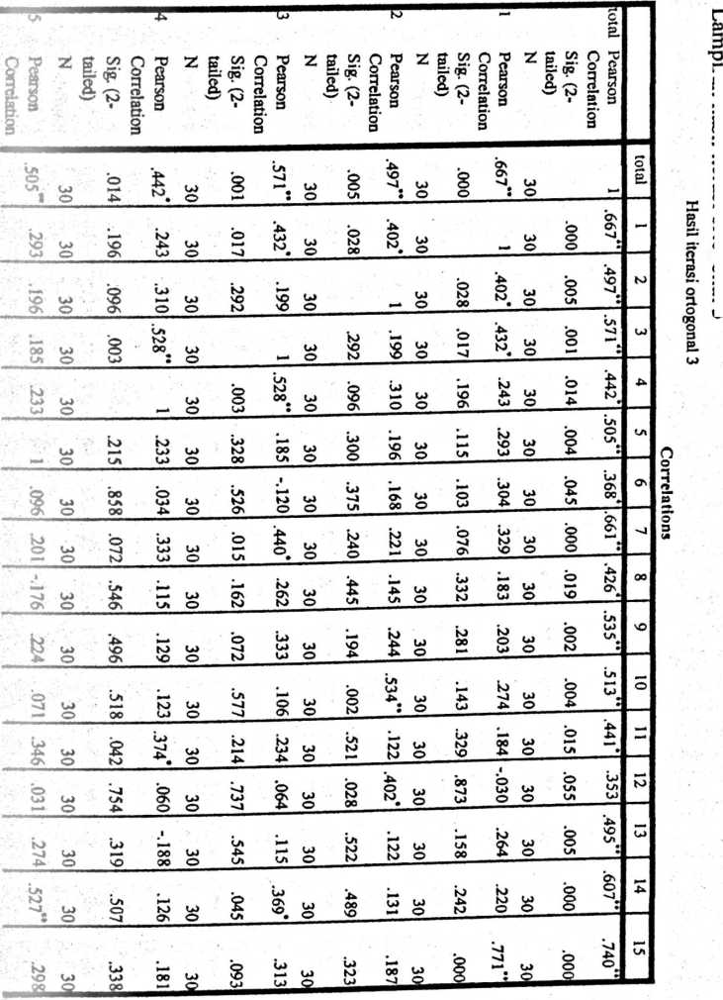 Hasil iterasi ortogonal 3
Correlations
total 1 2 3 4 5 6 7 8 9 10 11 12 13 14 15
total Pearson 1 .667** .497** .571** .442* .505** .368* .661** .426* .535** .513** .441* .353 .495** .607** .740**
Correlation
Sig. (2- .000 .005 .001 .014 .004 .045 .000 .019 .002 .004 .015 .055 .005 .000 .000
tailed)
N 30 30 30 30 30 30 30 30 30 30 30 30 30 30 30 30
1 Pearson .667** 1 .402* .432* .243 .293 .304 .329 .183 .203 .274 .184 -.030 .264 .220 .771**
Correlation
Sig. (2- .000 .028 .017 .196 .115 .103 .076 .332 .281 .143 .329 .873 .158 .242 .000
tailed)
N 30 30 30 30 30 30 30 30 30 30 30 30 30 30 30 30
2 Pearson .497** .402* 1 .199 .310 .196 .168 .221 .145 .244 .534** .122 .402* .122 .131 .187
Correlation
Sig. (2- .005 .028 .292 .096 .300 .375 .240 .445 .194 .002 .521 .028 .522 .489 .323
tailed)
N 30 30 30 30 30 30 30 30 30 30 30 30 30 30 30 30
3 Pearson .571** .432* .199 1 .528** .185 -.120 .440* .262 .333 .106 .234 .064 .115 .369* .313
Correlation
Sig. (2- .001 .017 .292 .003 .328 .526 .015 .162 .072 .577 .214 .737 .545 .045 .093
tailed)
N 30 30 30 30 30 30 30 30 30 30 30 30 30 30 30 30
4 Pearson .442* .243 .310 .528** 1 .233 .034 .333 .115 .129 .123 .374* .060 -.188 .126 .181
Correlation
Sig. (2- .014 .196 .096 .003 .215 .858 .072 .546 .496 .518 .042 .754 .319 .507 .338
tailed)
N 30 30 30 30 30 30 30 30 30 30 30 30 30 30 30 30
5 Pearson .505** .293 .196 .185 .233 1 .096 .201 -.176 .224 .071 .346 .031 .274 .527** .298
Correlation